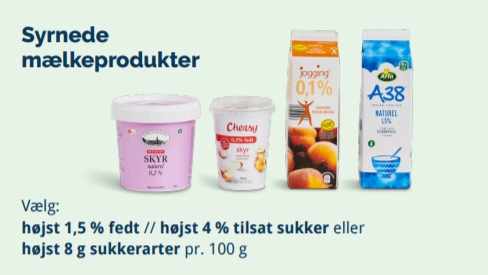 Syrnede
mælkeprodukter
SKYR
naturel
0,2 %
Cheasy
0,2% fedt
skyr
jogging
0,1%
Arla
A38
NATUREL
1,5%
Vælg:
højst 1,5 % fedt // højst 4 % tilsat sukker eller
højst 8 g sukkerarter pr. 100 g